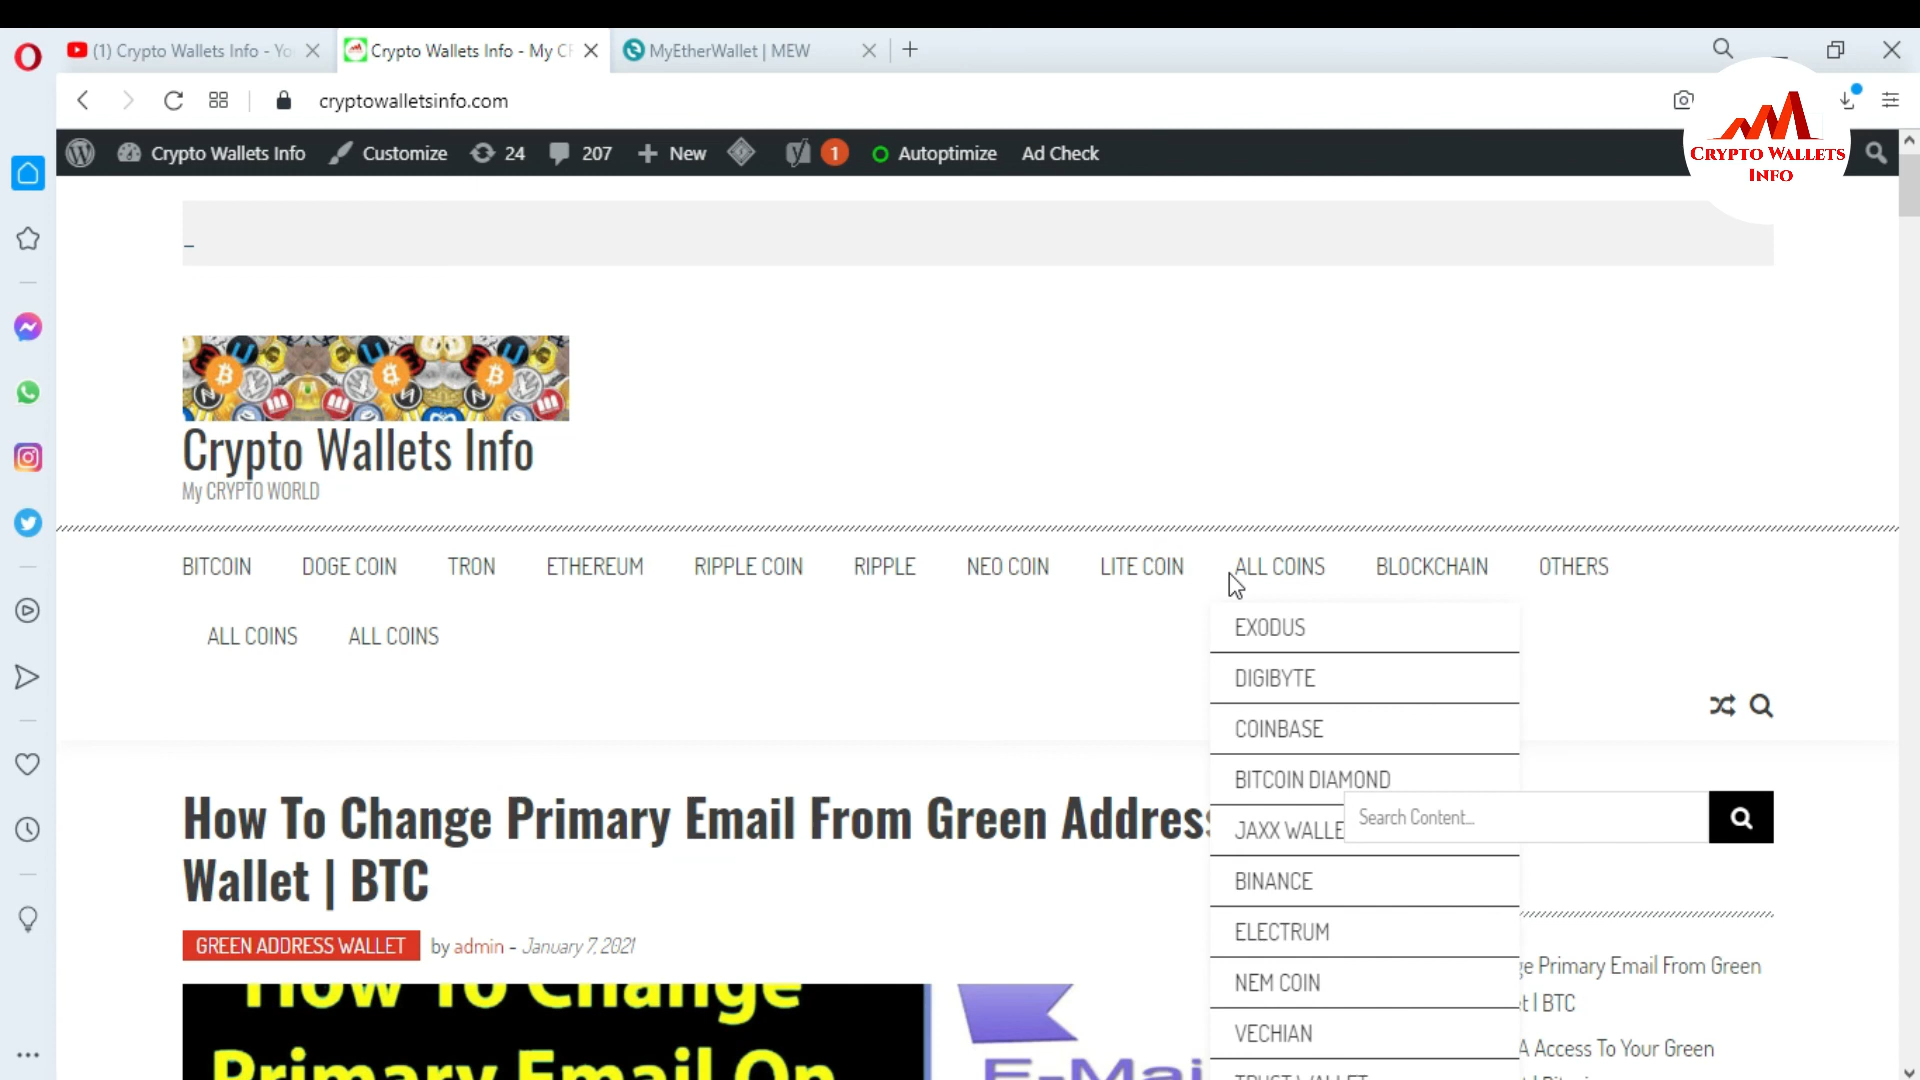 (1) Crypto Wallets Info - Yo
Crypto Wallets Info - My C
MyEtherWallet | MEW
cryptowalletsinfo.com
Crypto Wallets Info
Customize
24
207
New
1
Autoptimize
Ad Check
CRYPTO WALLETS
INFO
Crypto Wallets Info
My CRYPTO WORLD
BITCOIN DOGE COIN TRON ETHEREUM RIPPLE COIN RIPPLE NEO COIN LITE COIN ALL COINS BLOCKCHAIN OTHERS
ALL COINS ALL COINS
EXODUS
DIGIBYTE
COINBASE
BITCOIN DIAMOND
JAXX WALLE
BINANCE
ELECTRUM
NEM COIN
VECHIAN
TRUST WALLET
Search Content...
How To Change Primary Email From Green Address
Wallet | BTC
GREEN ADDRESS WALLET by admin - January 7, 2021
How To Change
Primary Email On
E-Mai
ge Primary Email From Green
t | BTC
A Access To Your Green